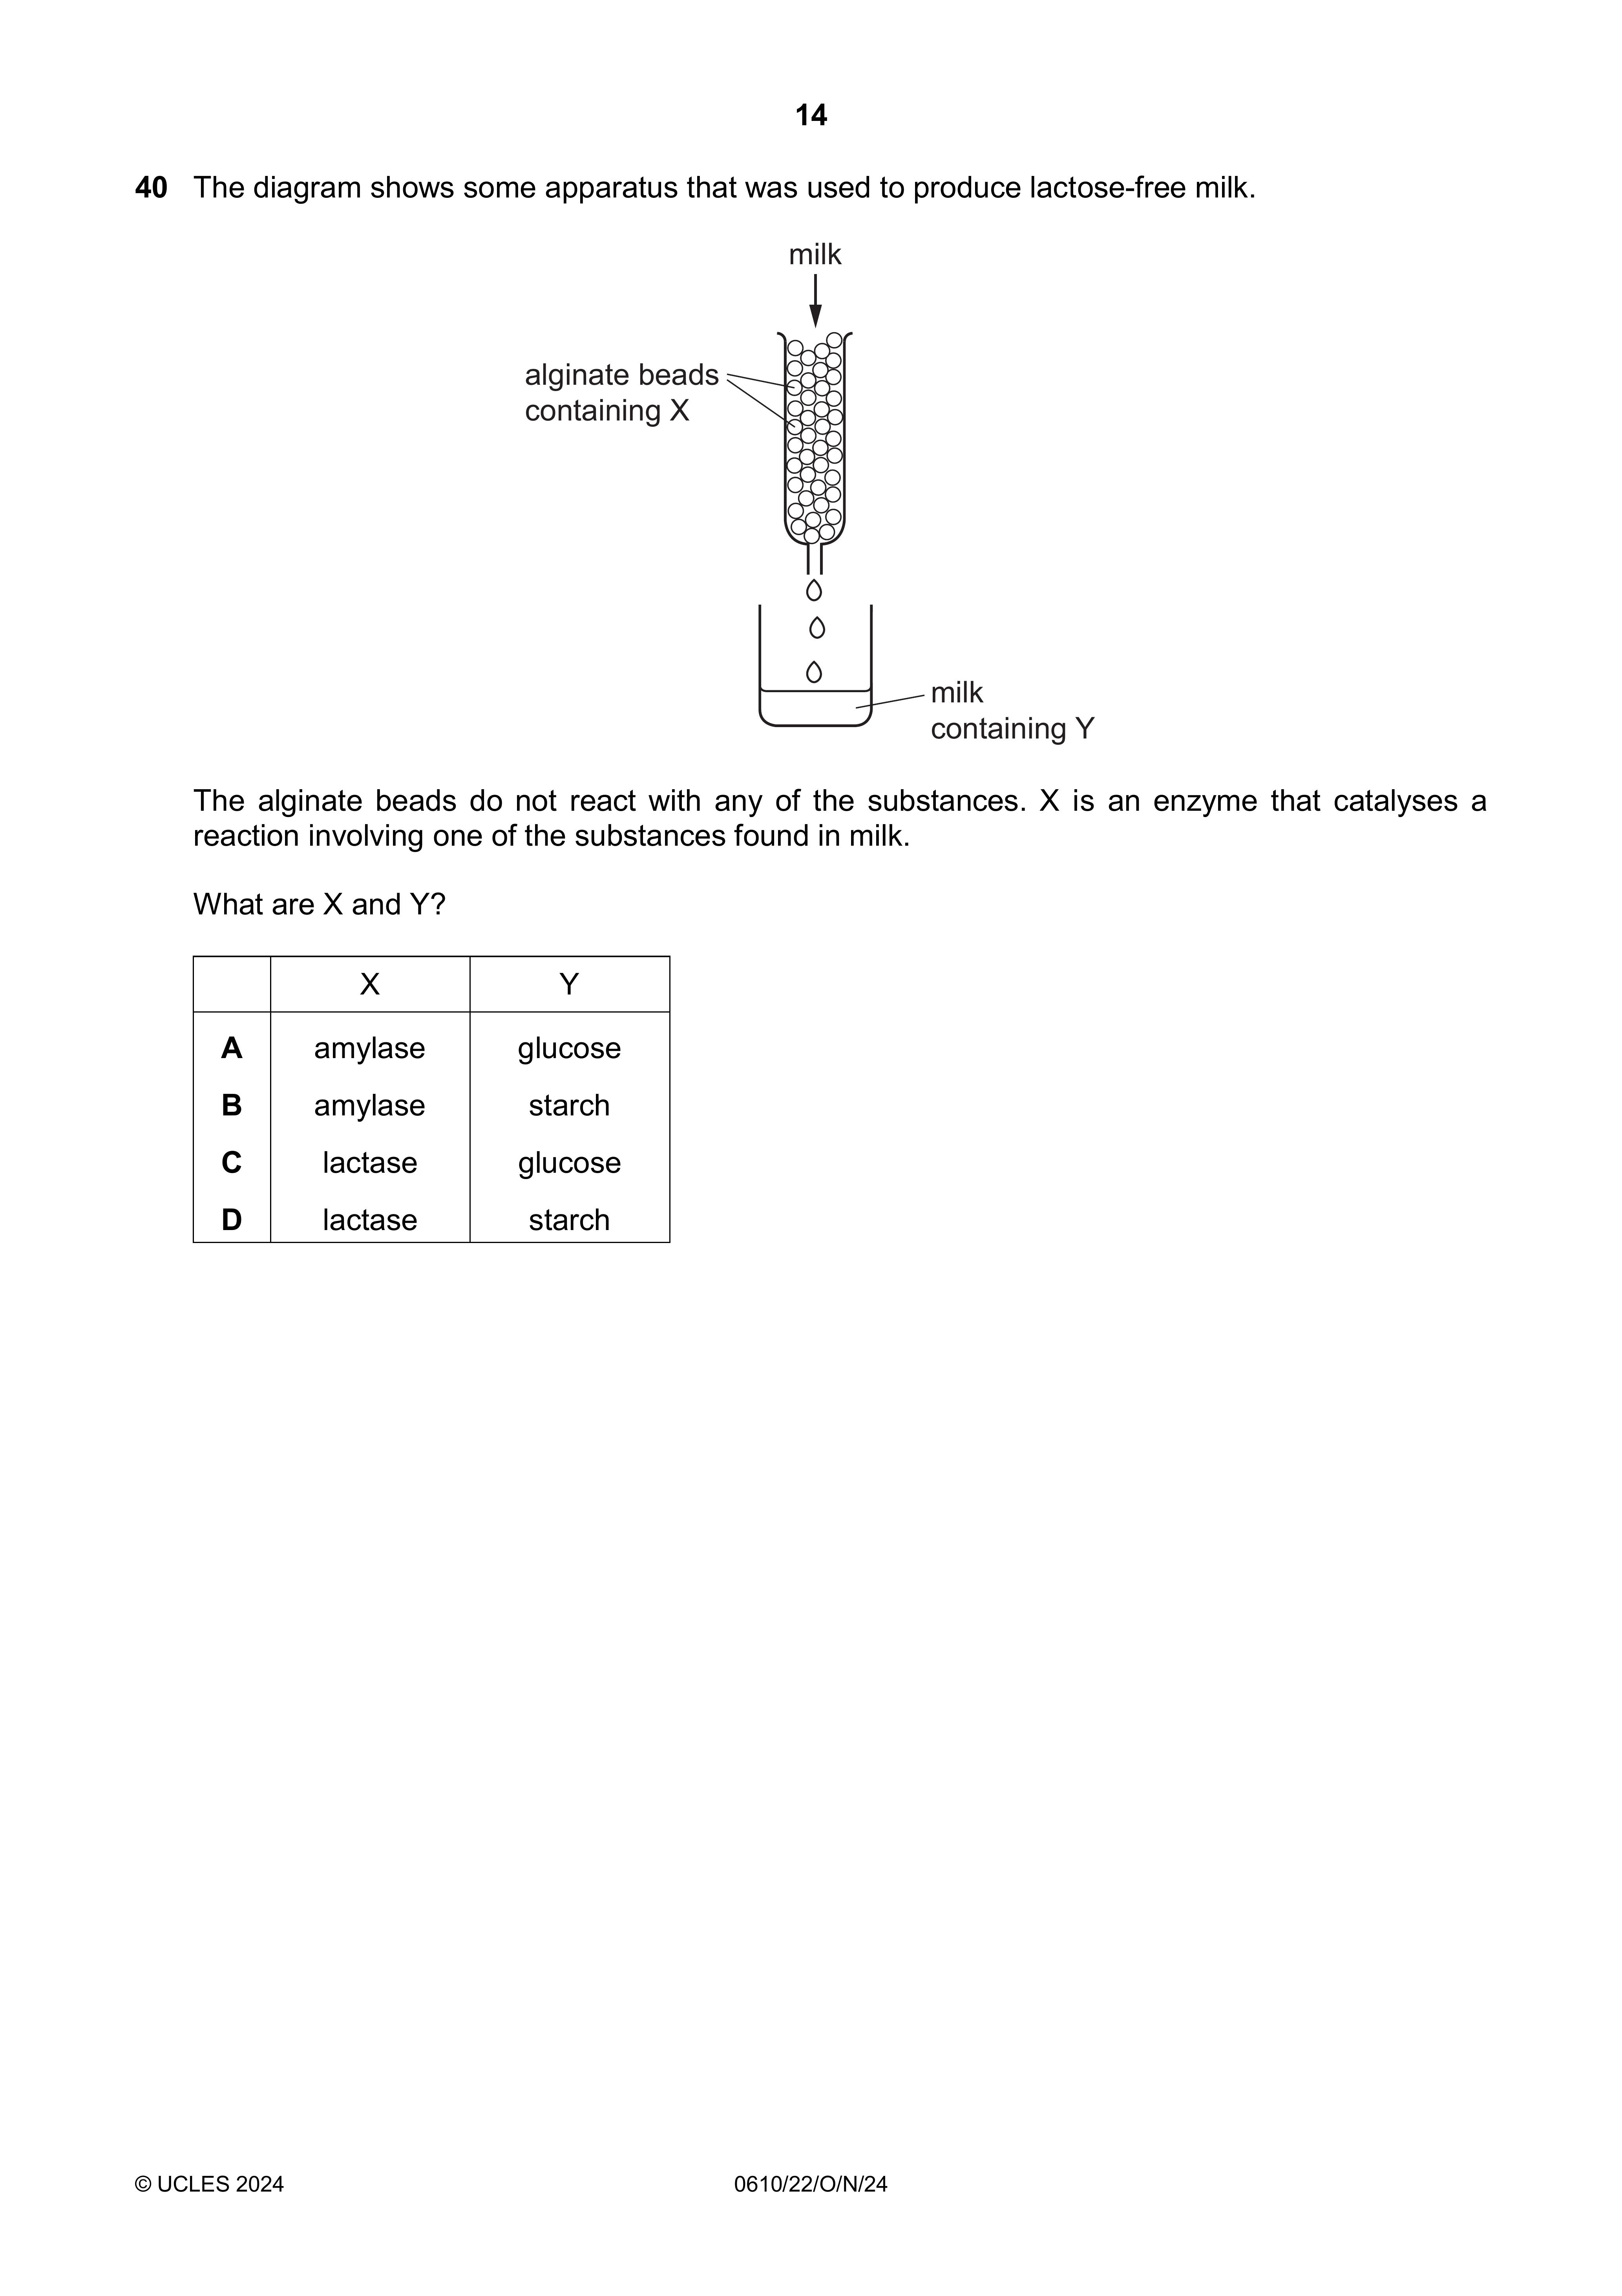 14
40 The diagram shows some apparatus that was used to produce lactose-free milk.
milk
alginate beads
containing X
milk
containing Y
The alginate beads do not react with any of the substances. X is an enzyme that catalyses a
reaction involving one of the substances found in milk.
What are X and Y?
X Y
A amylase glucose
B amylase starch
C lactase glucose
D lactase starch
© UCLES 2024 0610/22/O/N/24